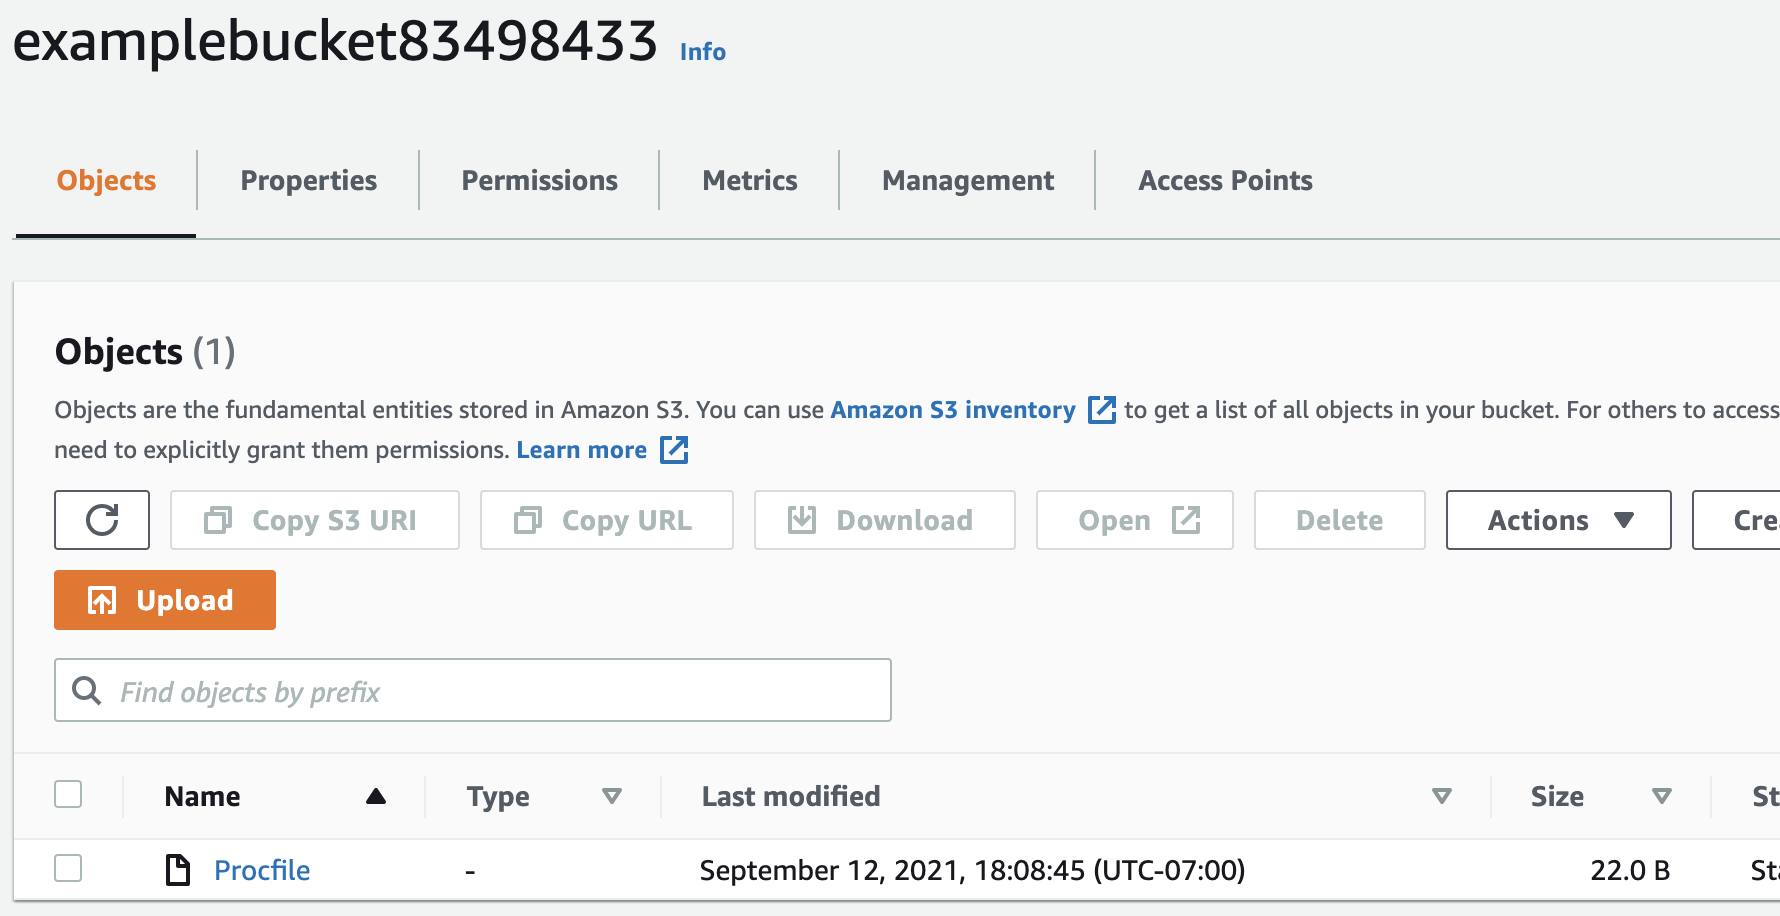 examplebucket83498433 Info
Objects Properties Permissions Metrics Management Access Points
Objects (1)
Objects are the fundamental entities stored in Amazon S3. You can use Amazon S3 inventory to get a list of all objects in your bucket. For others to access
need to explicitly grant them permissions. Learn more
Copy S3 URI Copy URL Download Open Delete Actions Cre
Upload
Find objects by prefix
Name Type Last modified Size St
Procfile - September 12, 2021, 18:08:45 (UTC-07:00) 22.0 B Sta